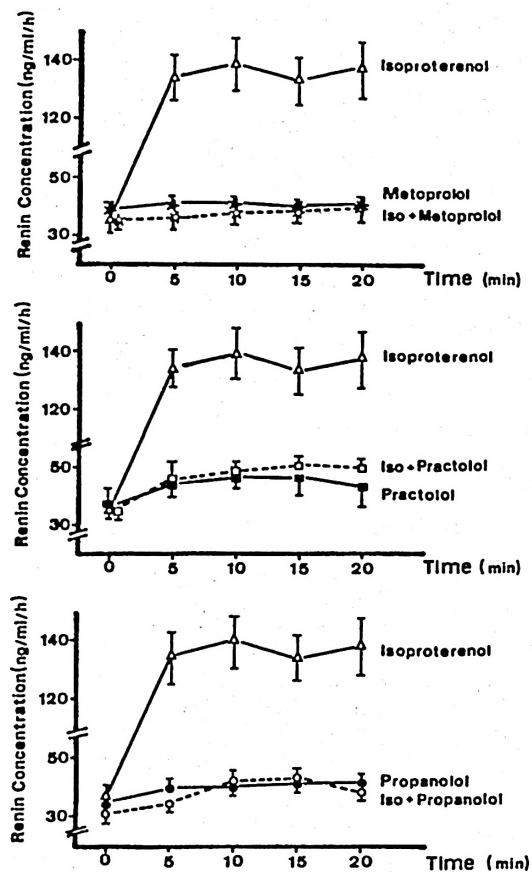 Renin Concentration (ng/ml/h)
140
120
50
30
Isoproterenol
Metoprolol
Iso + Metoprolol
0 5 10 15 20 Time (min)
Renin Concentration (ng/ml/h)
140
120
50
30
Isoproterenol
Iso + Practolol
Practolol
0 5 10 15 20 Time (min)
Renin Concentration (ng/ml/h)
140
120
50
30
Isoproterenol
Propanolol
Iso + Propanolol
0 5 10 15 20 Time (min)